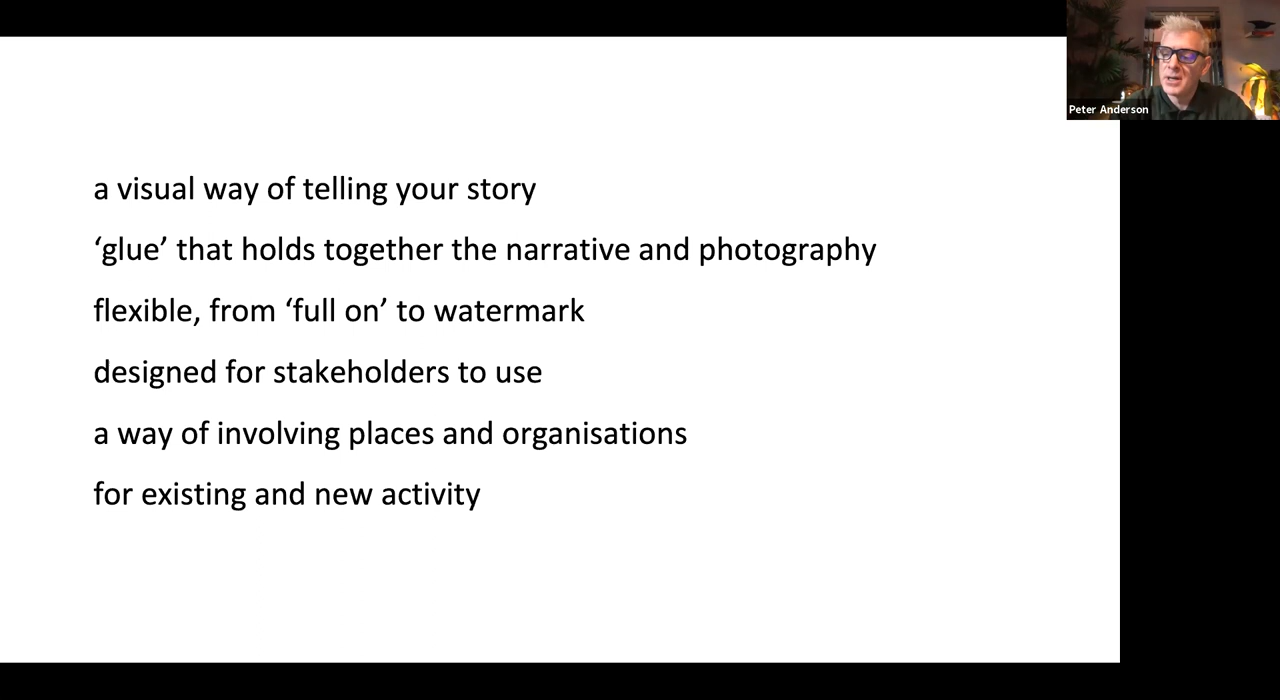 Peter Anderson
a visual way of telling your story
‘glue’ that holds together the narrative and photography
flexible, from ‘full on’ to watermark
designed for stakeholders to use
a way of involving places and organisations
for existing and new activity